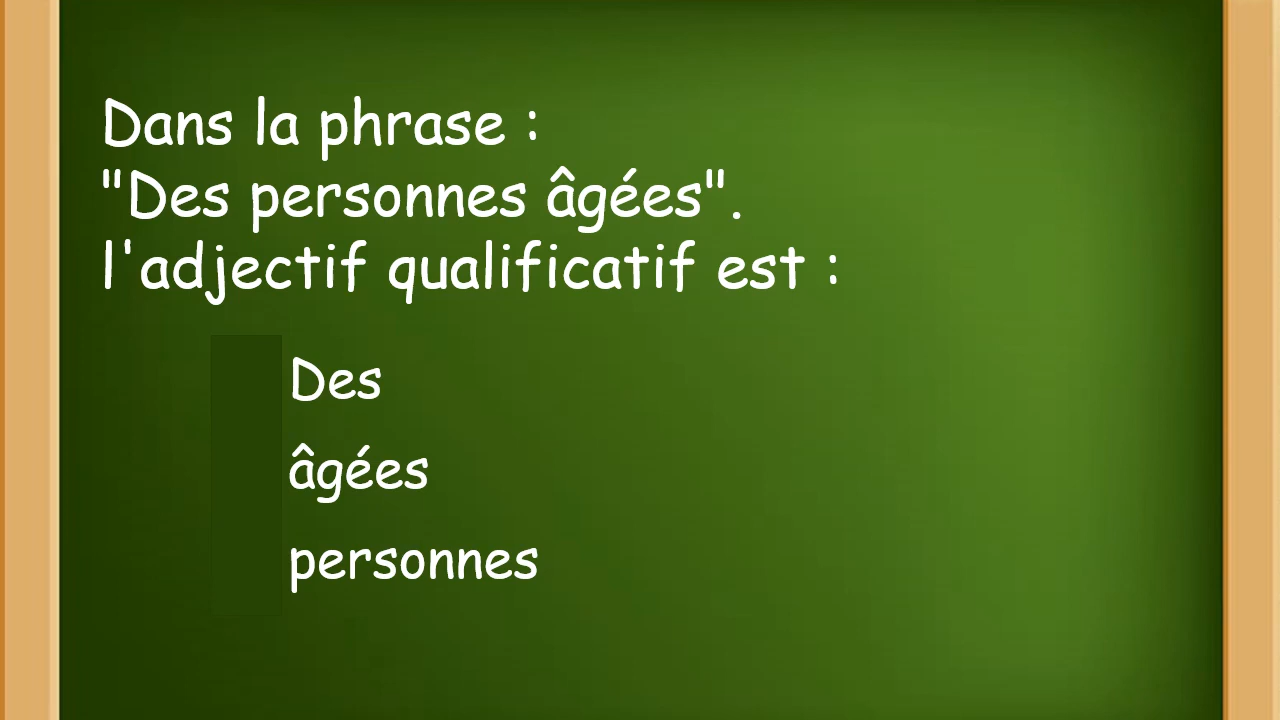 Dans la phrase :
"Des personnes âgées".
l'adjectif qualificatif est :
Des
âgées
personnes